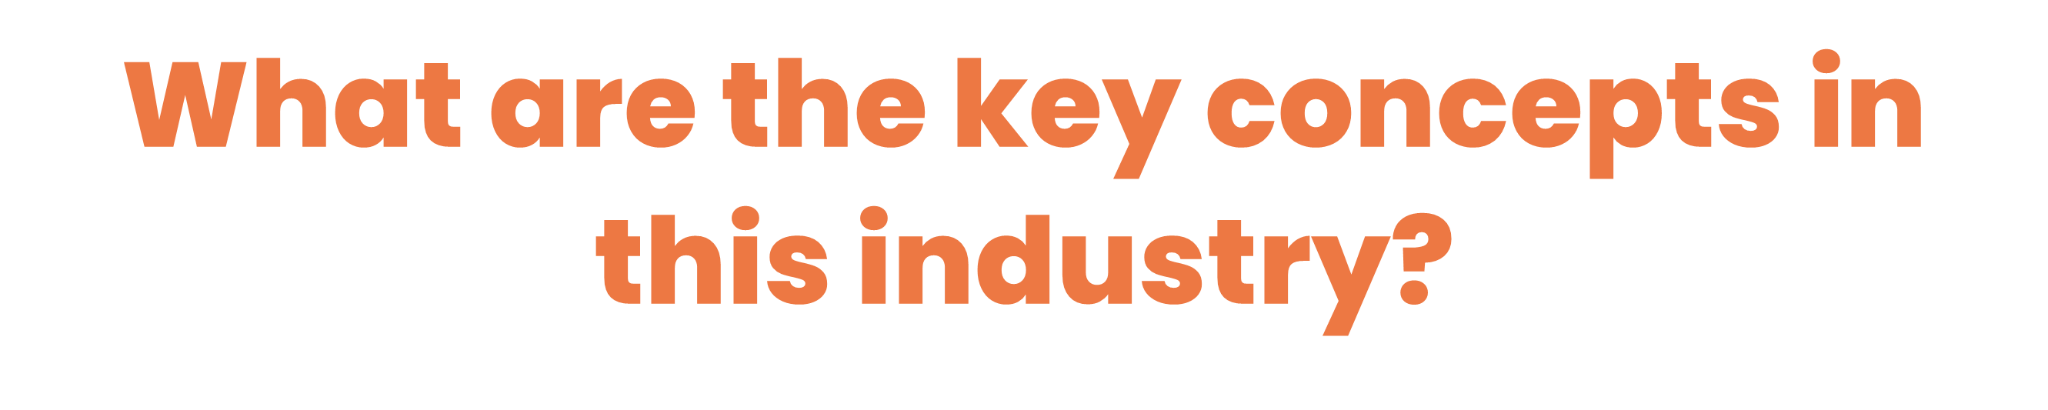 What are the key concepts in
this industry?